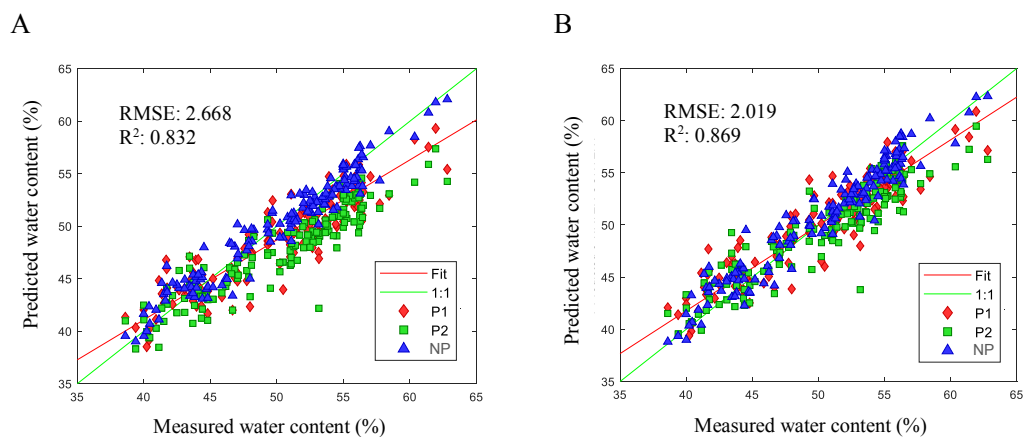 A
Predicted water content (%)
65
60
55
50
45
40
35
RMSE: 2.668
R2: 0.832
Fit
1:1
P1
P2
NP
35 40 45 50 55 60 65
Measured water content (%)
B
Predicted water content (%)
65
60
55
50
45
40
35
RMSE: 2.019
R2: 0.869
Fit
1:1
P1
P2
NP
35 40 45 50 55 60 65
Measured water content (%)